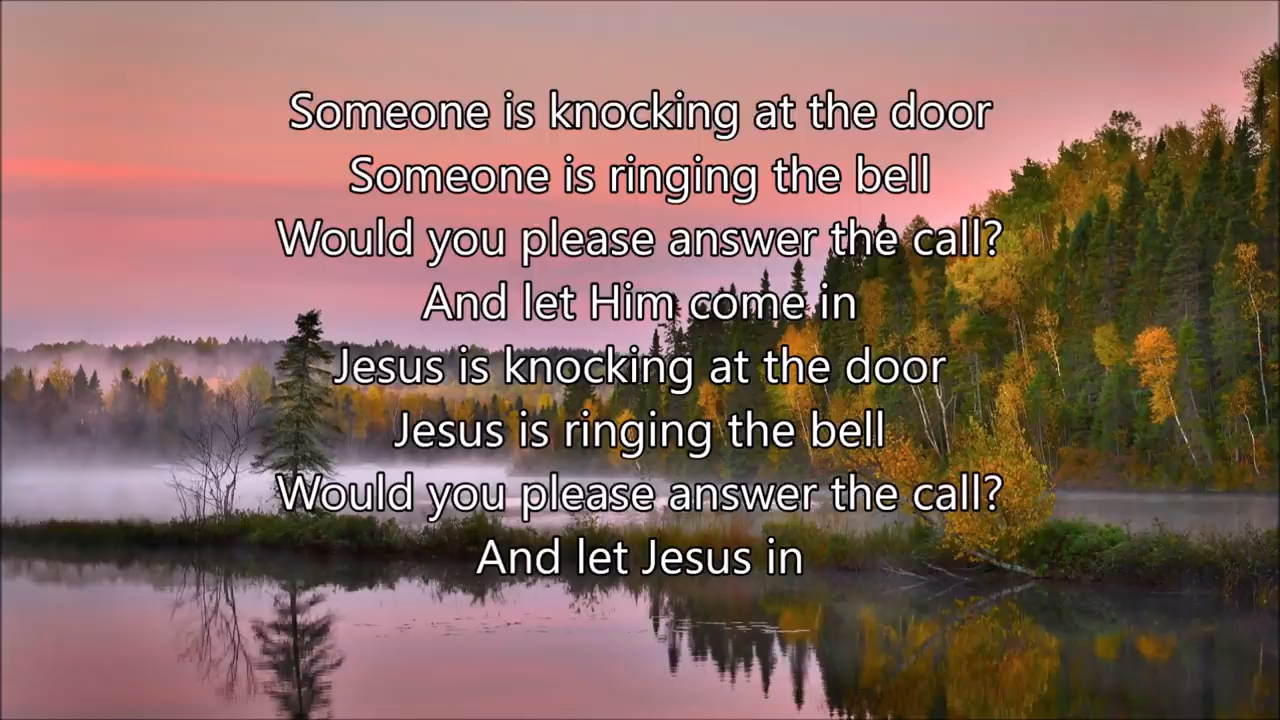 Someone is knocking at the door
Someone is ringing the bell
Would you please answer the call?
And let Him come in
Jesus is knocking at the door
Jesus is ringing the bell
Would you please answer the call?
And let Jesus in